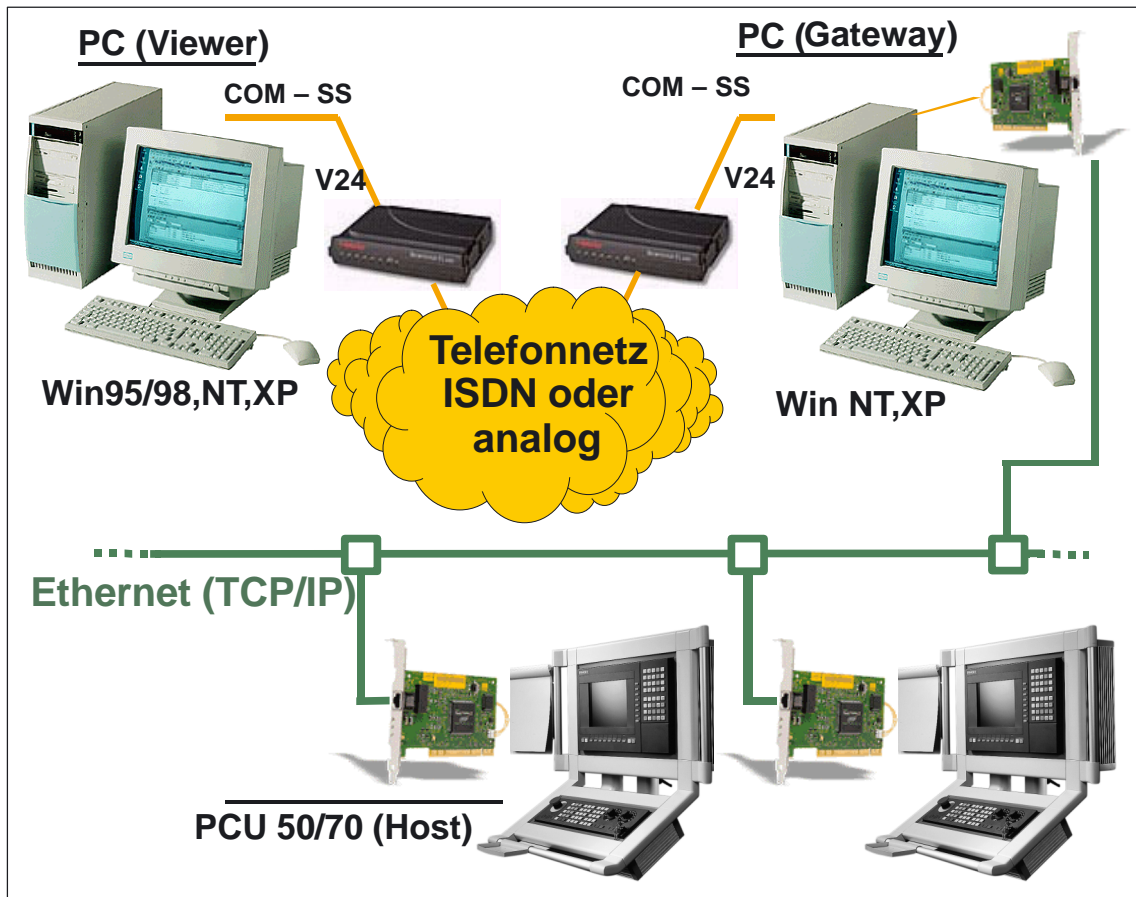 PC (Viewer)
PC (Gateway)
COM – SS
COM – SS
V24
V24
Telefonnetz
ISDN oder
analog
Win95/98,NT,XP
Win NT,XP
Ethernet (TCP/IP)
PCU 50/70 (Host)